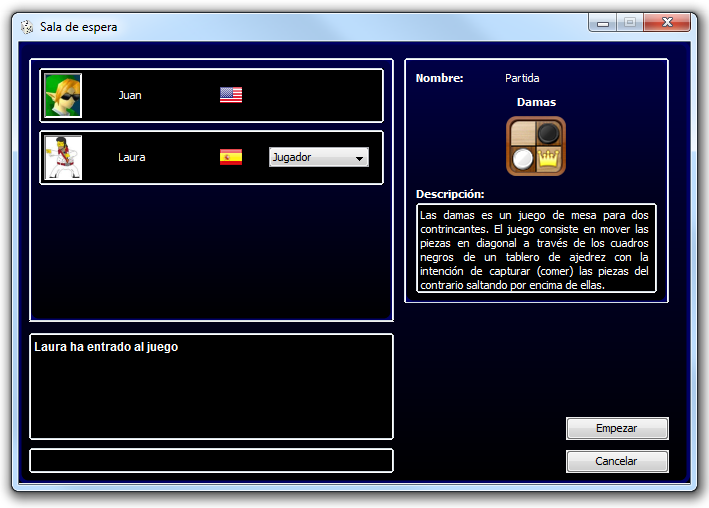 Sala de espera
Juan
Laura
Jugador
Laura ha entrado al juego
Nombre: Partida
Damas
Descripción:
Las damas es un juego de mesa para dos
contrincantes. El juego consiste en mover las
piezas en diagonal a través de los cuadros
negros de un tablero de ajedrez con la
intención de capturar (comer) las piezas del
contrario saltando por encima de ellas.
Empezar
Cancelar